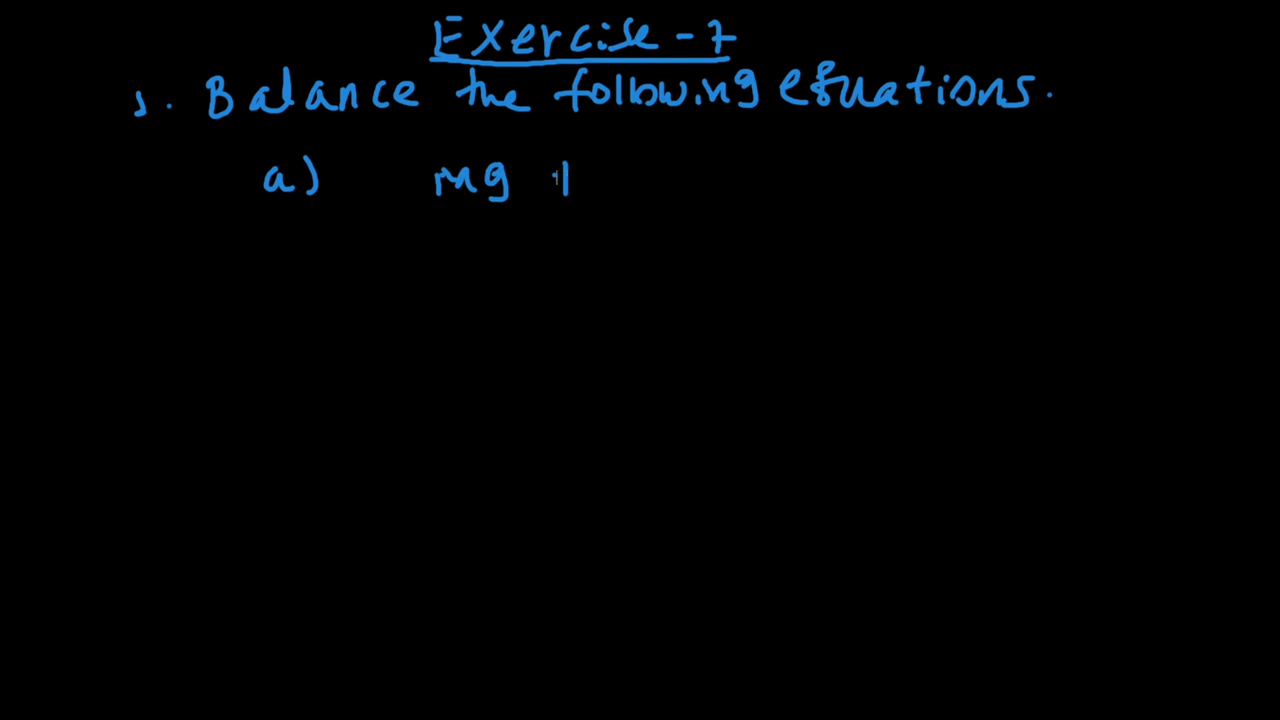 Exercise - 7
1. Balance the following equations.
a) mg